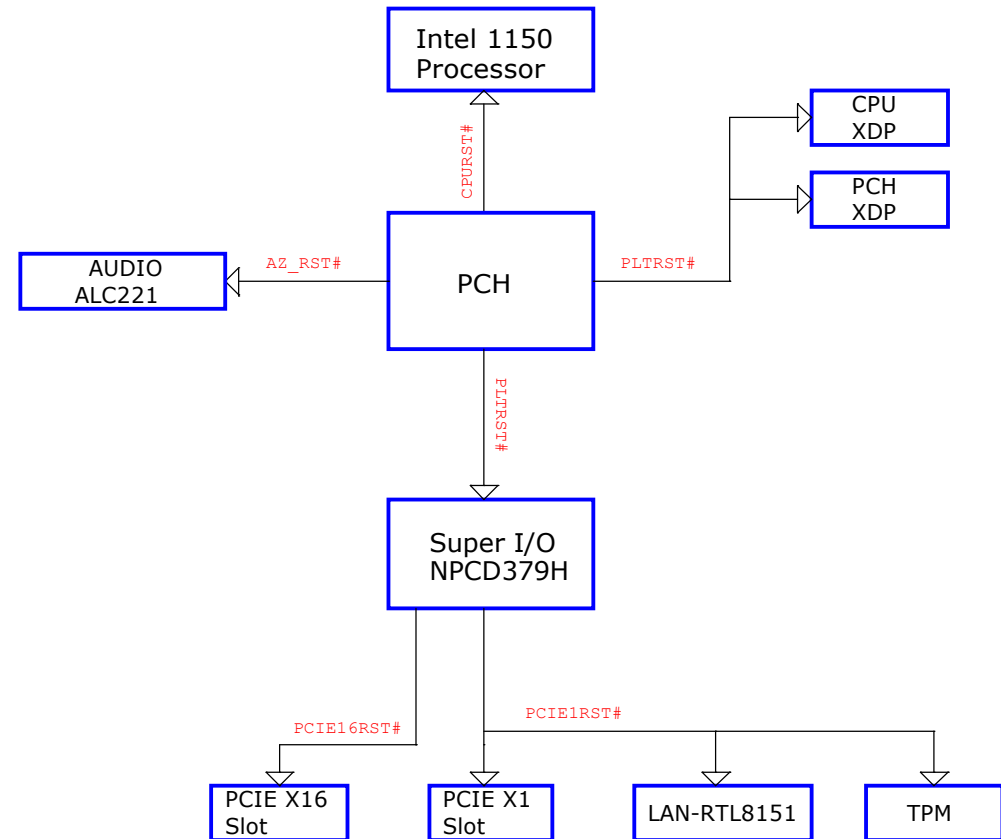 Intel 1150
Processor
CPU
XDP
CPURST#
PCH
XDP
AUDIO
ALC221
AZ_RST#
PCH
PLTRST#
PLTRST#
Super I/O
NPCD379H
PCIE16RST#
PCIE1RST#
PCIE X16
Slot
PCIE X1
Slot
LAN-RTL8151
TPM